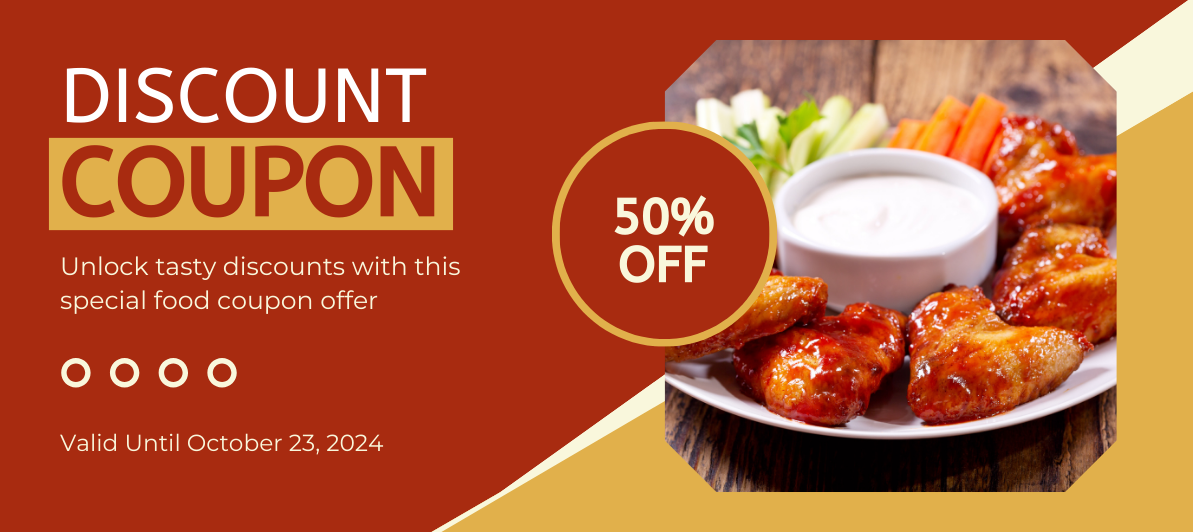 DISCOUNT
COUPON
Unlock tasty discounts with this
special food coupon offer
Valid Until October 23, 2024
50%
OFF